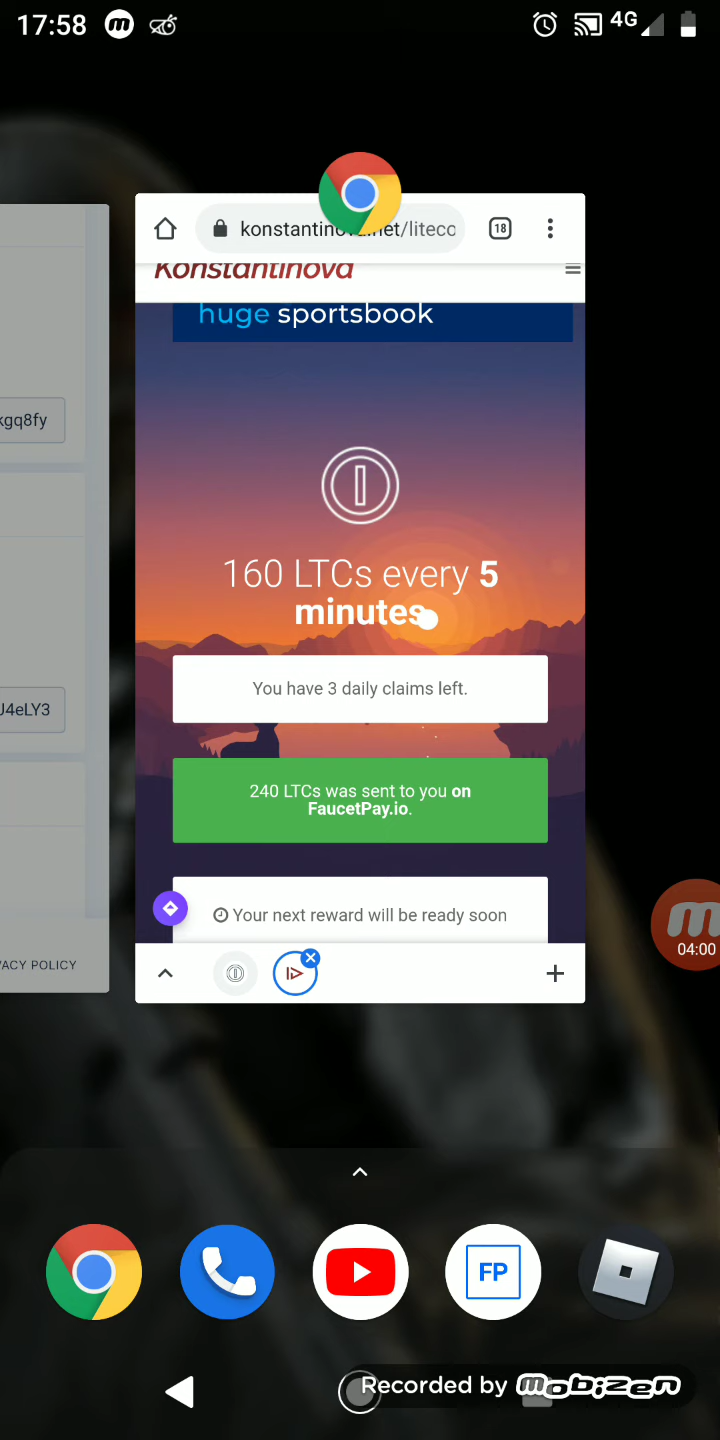 17:58
4G
konstantinova.net/litecc
18
Konstantinova
huge sportsbook
kgq8fy
160 LTCs every 5
minutes
You have 3 daily claims left.
J4eLY3
240 LTCs was sent to you on
FaucetPay.io.
Your next reward will be ready soon
VACY POLICY
04:00
FP
Recorded by mobizen